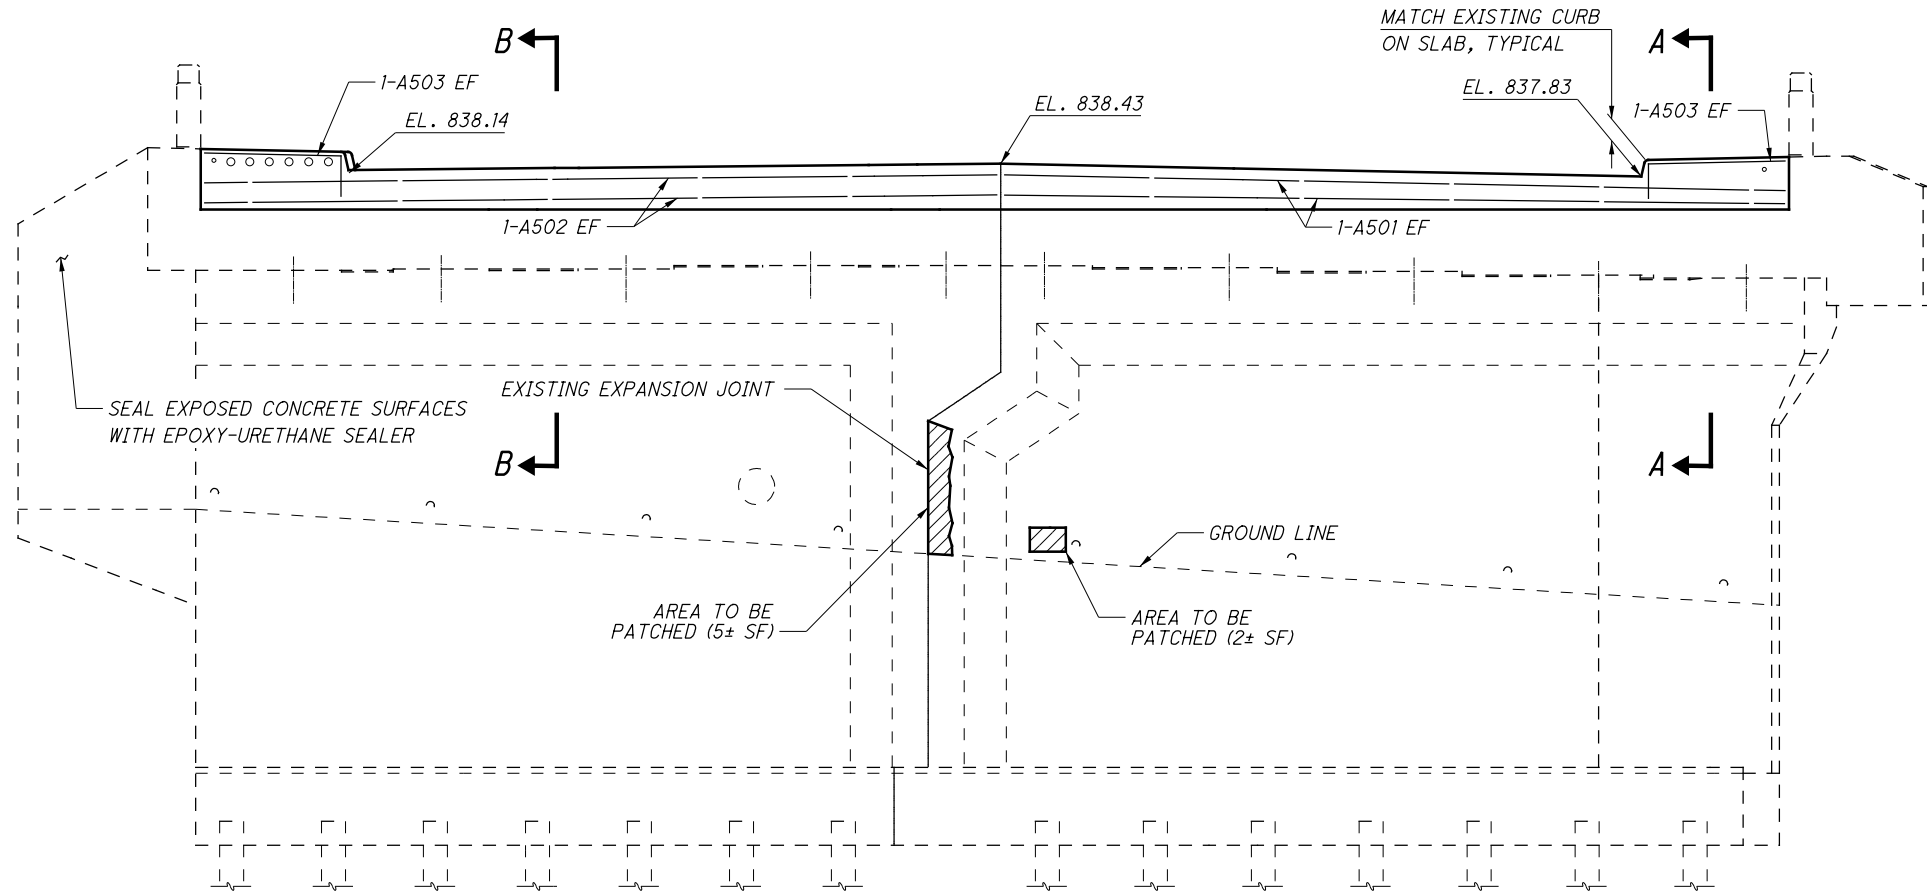 MATCH EXISTING CURB
ON SLAB, TYPICAL
B
A
1-A503 EF
EL. 838.14
EL. 838.43
EL. 837.83
1-A503 EF
1-A502 EF
1-A501 EF
EXISTING EXPANSION JOINT
SEAL EXPOSED CONCRETE SURFACES
WITH EPOXY-URETHANE SEALER
B
A
GROUND LINE
AREA TO BE
PATCHED (5± SF)
AREA TO BE
PATCHED (2± SF)